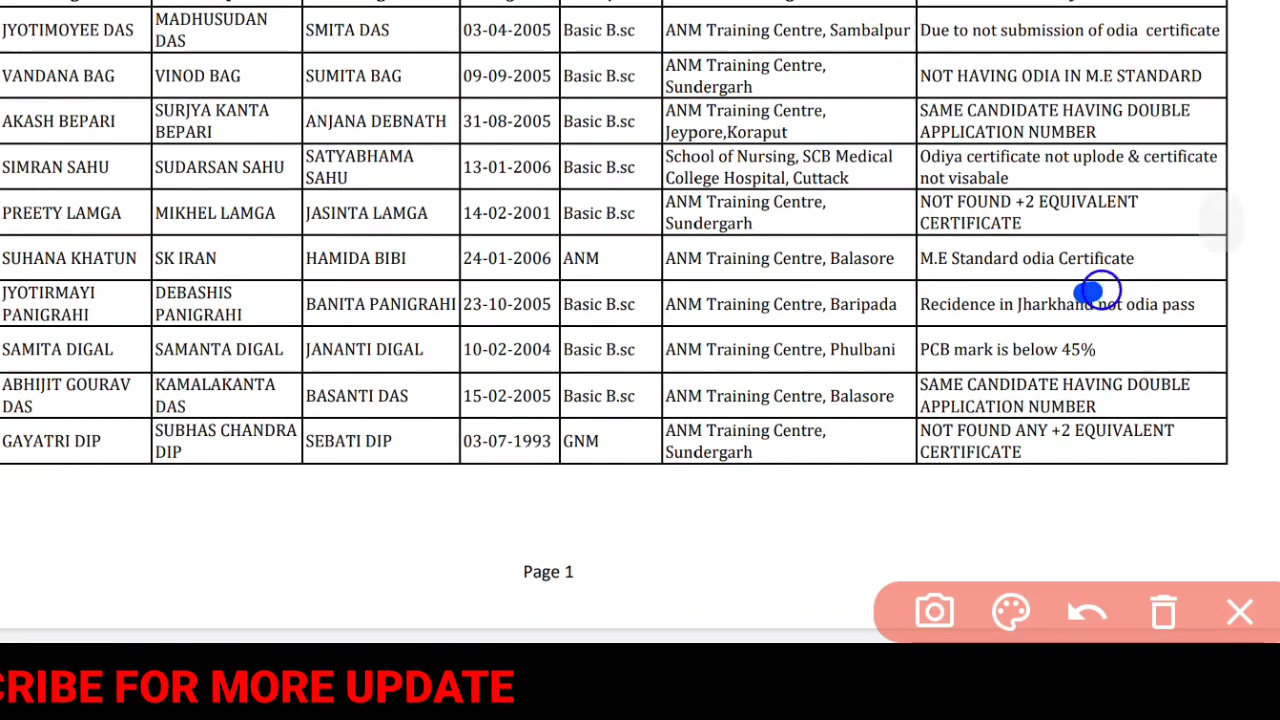 JYOTIMOYEE DAS MADHUSUDAN DAS SMITA DAS 03-04-2005 Basic B.sc ANM Training Centre, Sambalpur Due to not submission of odia certificate
VANDANA BAG VINOD BAG SUMITA BAG 09-09-2005 Basic B.sc ANM Training Centre, Sundergarh NOT HAVING ODIA IN M.E STANDARD
AKASH BEPARI SURJYA KANTA BEPARI ANJANA DEBNATH 31-08-2005 Basic B.sc ANM Training Centre, Jeypore,Koraput SAME CANDIDATE HAVING DOUBLE APPLICATION NUMBER
SIMRAN SAHU SUDARSAN SAHU SATYABHAMA SAHU 13-01-2006 Basic B.sc School of Nursing, SCB Medical College Hospital, Cuttack Odiya certificate not uplode & certificate not visabale
PREETY LAMGA MIKHEL LAMGA JASINTA LAMGA 14-02-2001 Basic B.sc ANM Training Centre, Sundergarh NOT FOUND +2 EQUIVALENT CERTIFICATE
SUHANA KHATUN SK IRAN HAMIDA BIBI 24-01-2006 ANM ANM Training Centre, Balasore M.E Standard odia Certificate
JYOTIRMAYI PANIGRAHI DEBASHIS PANIGRAHI BANITA PANIGRAHI 23-10-2005 Basic B.sc ANM Training Centre, Baripada Recidence in Jharkhand not odia pass
SAMITA DIGAL SAMANTA DIGAL JANANTI DIGAL 10-02-2004 Basic B.sc ANM Training Centre, Phulbani PCB mark is below 45%
ABHIJIT GOURAV DAS KAMALAKANTA DAS BASANTI DAS 15-02-2005 Basic B.sc ANM Training Centre, Balasore SAME CANDIDATE HAVING DOUBLE APPLICATION NUMBER
GAYATRI DIP SUBHAS CHANDRA DIP SEBATI DIP 03-07-1993 GNM ANM Training Centre, Sundergarh NOT FOUND ANY +2 EQUIVALENT CERTIFICATE
Page 1
CRIBE FOR MORE UPDATE